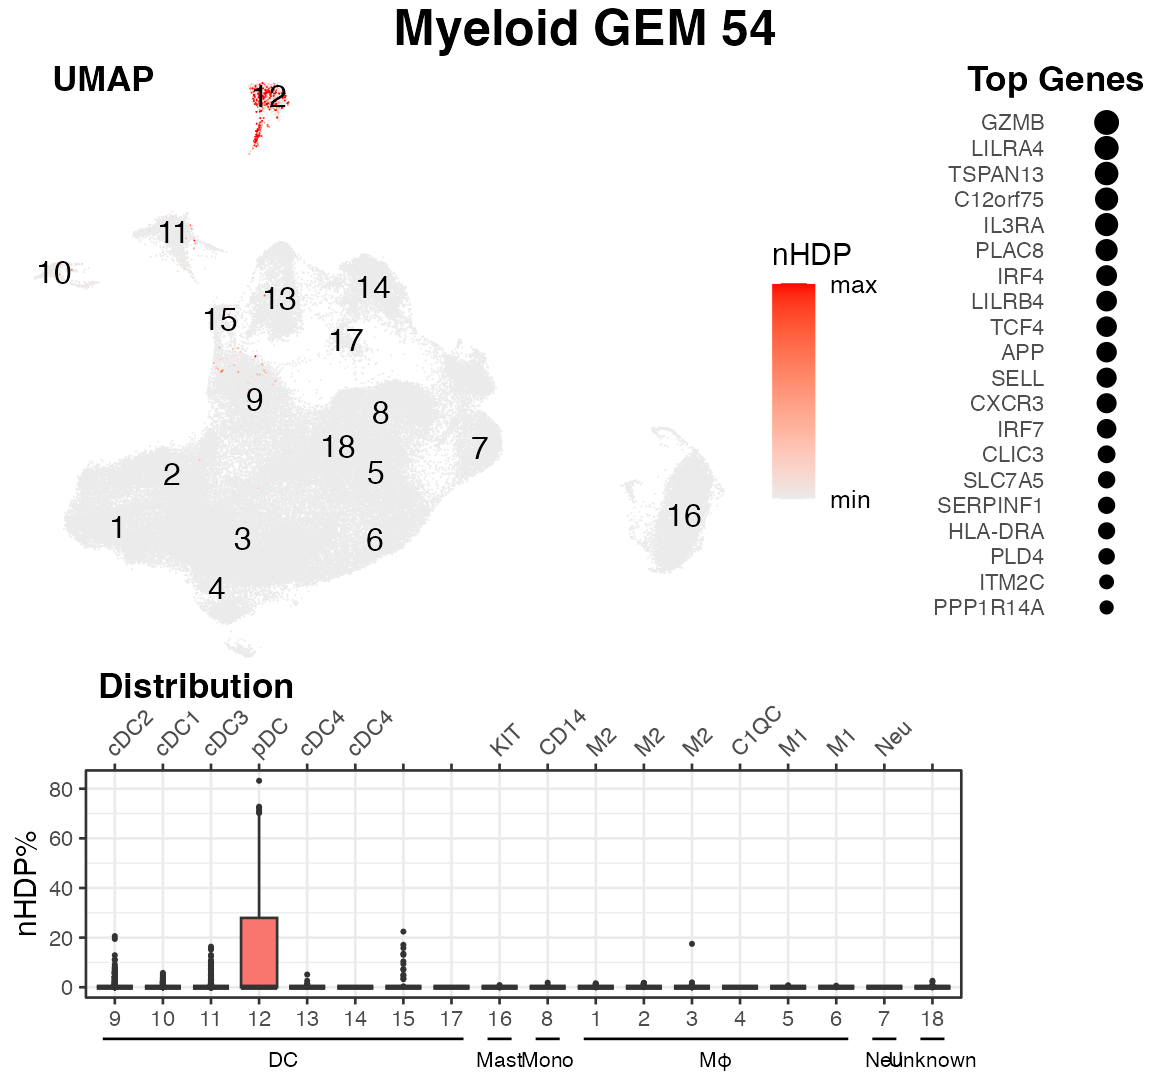 Myeloid GEM 54
UMAP
12
11
10
13
14
15
17
9
8
18
7
2
5
16
1
3
6
4
nHDP
max
min
Top Genes
GZMB
LILRA4
TSPAN13
C12orf75
IL3RA
PLAC8
IRF4
LILRB4
TCF4
APP
SELL
CXCR3
IRF7
CLIC3
SLC7A5
SERPINF1
HLA-DRA
PLD4
ITM2C
PPP1R14A
Distribution
cDC2 cDC1 cDC3 pDC cDC4 cDC4 KIT CD14 M2 M2 M2 C1QC M1 M1 Neu
nHDP%
80
60
40
20
0
9 10 11 12 13 14 15 17 16 8 1 2 3 4 5 6 7 18
DC Mast Mono Mφ Neu Unknown